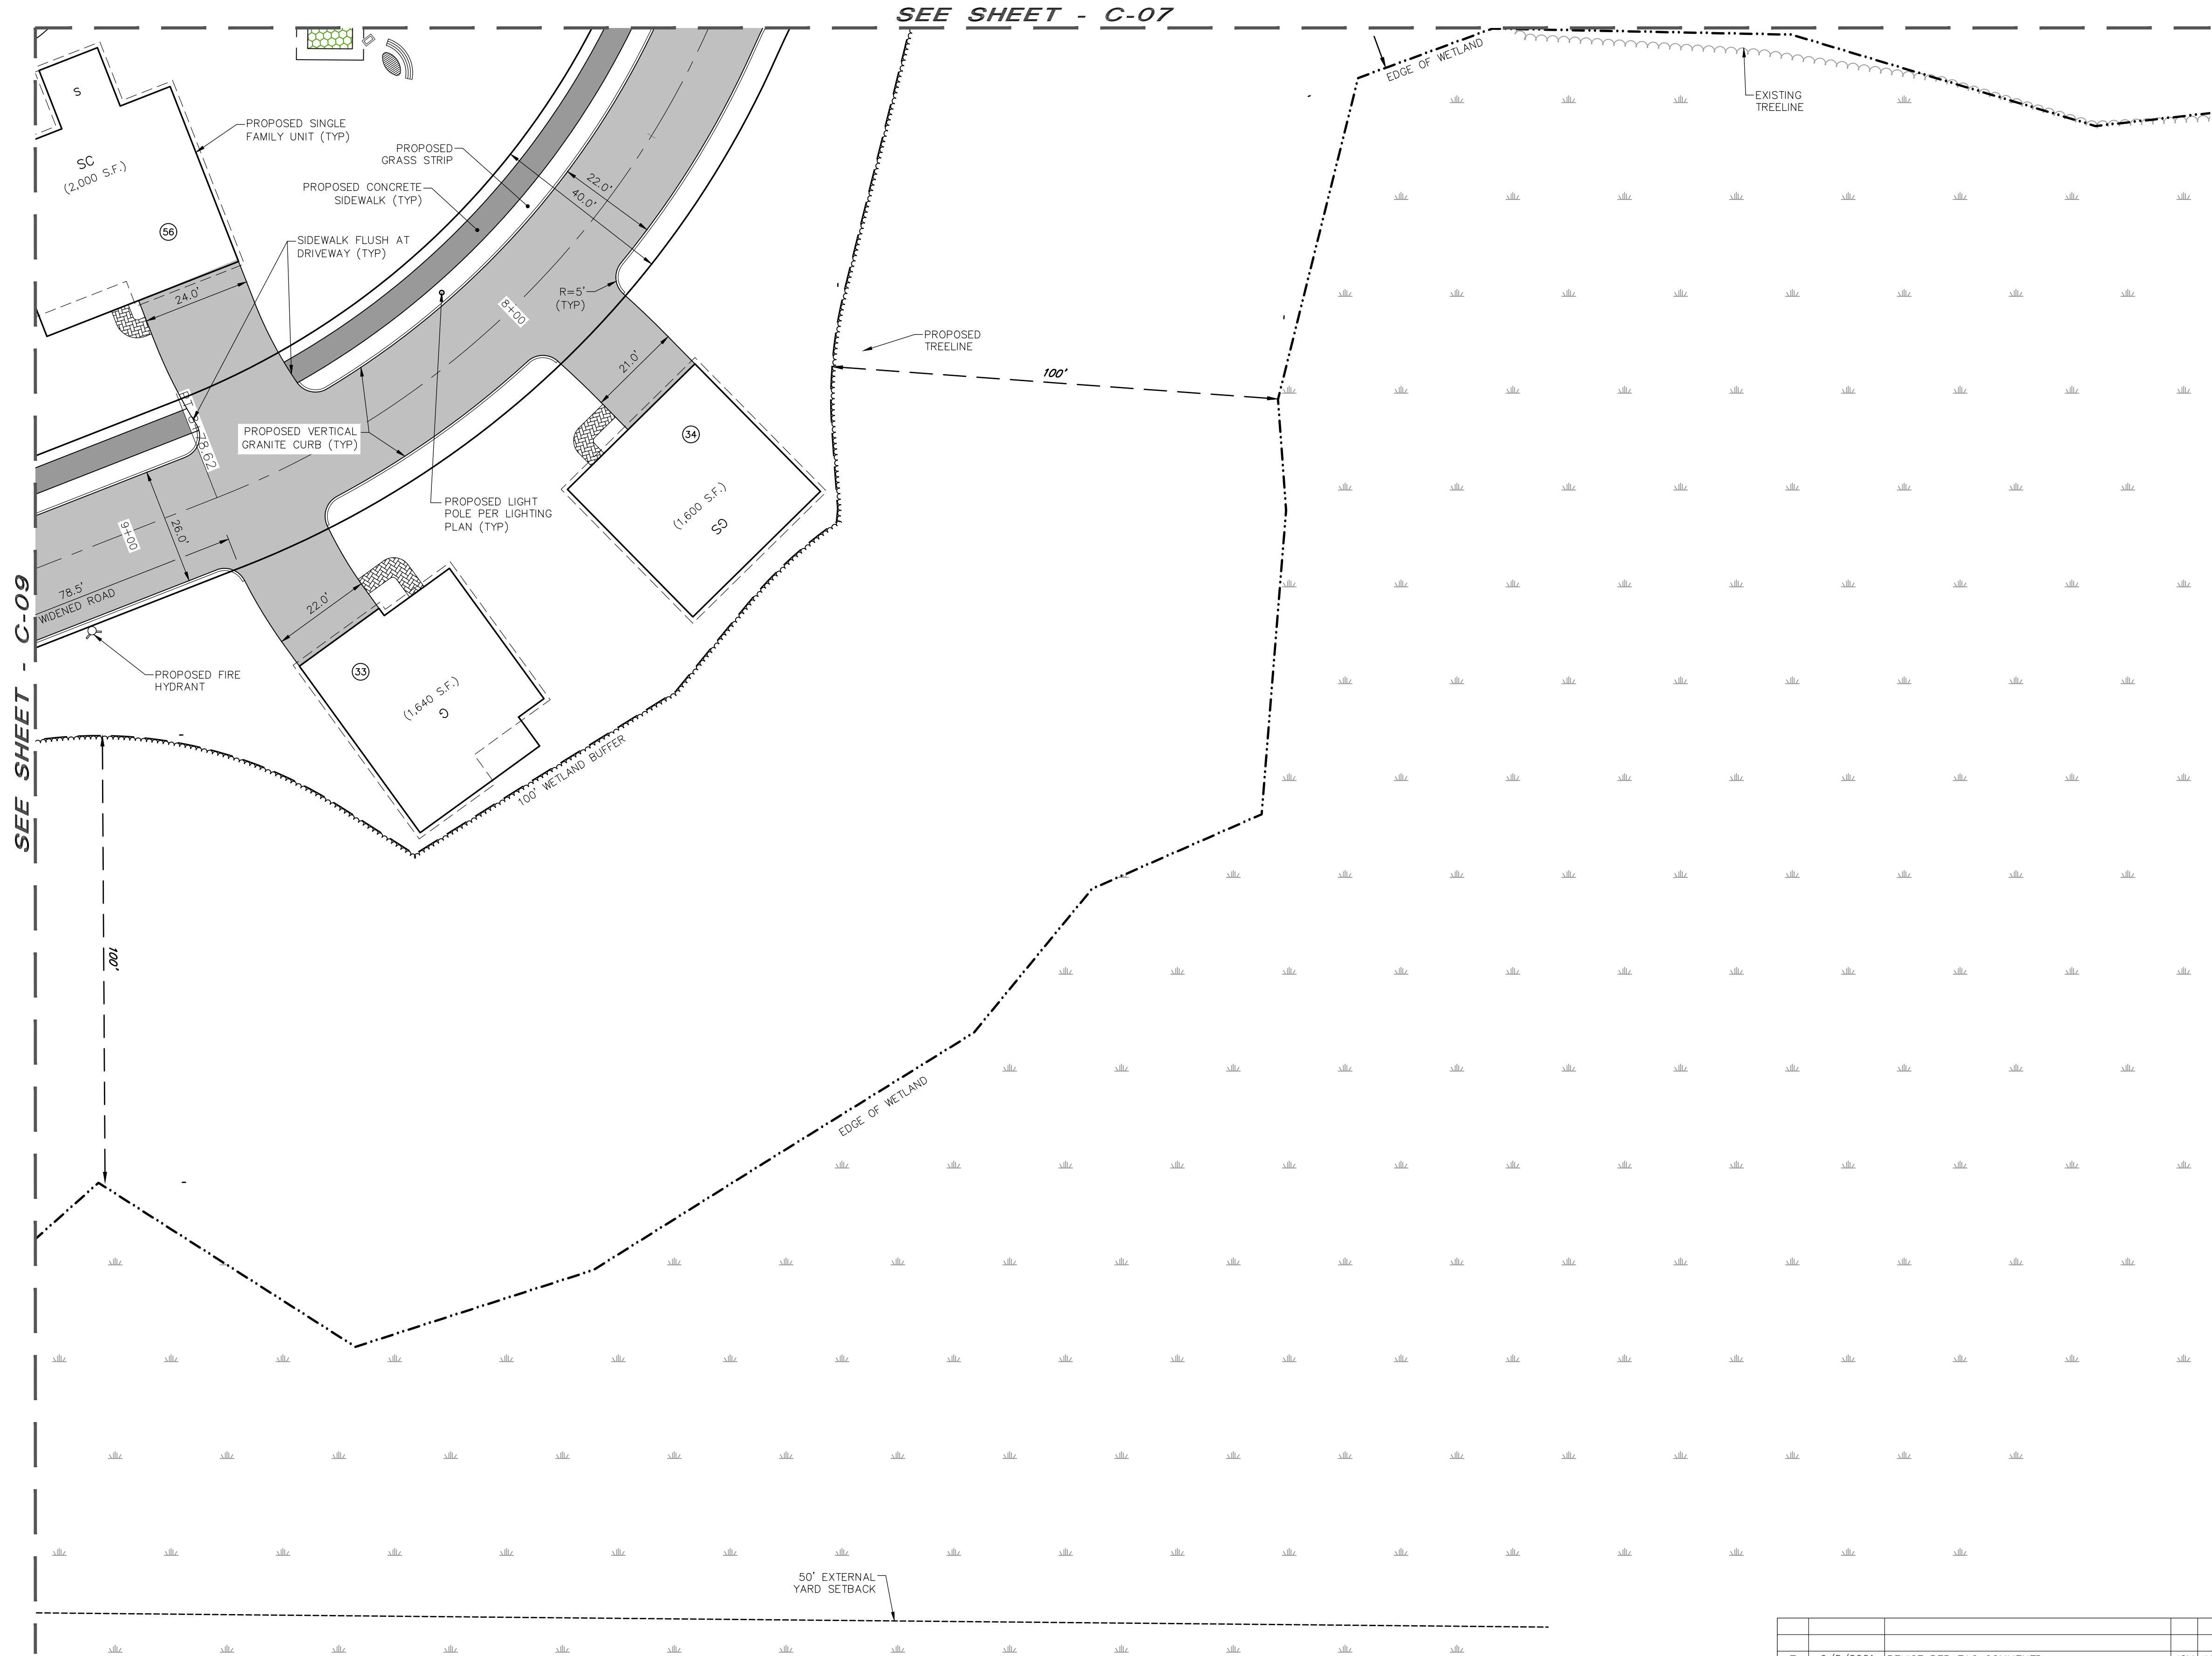 SEE SHEET - C-07
EDGE OF WETLAND
EXISTING
TREELINE
S
SC
(2,000 S.F.)
56
PROPOSED SINGLE
FAMILY UNIT (TYP)
PROPOSED
GRASS STRIP
PROPOSED CONCRETE
SIDEWALK (TYP)
SIDEWALK FLUSH AT
DRIVEWAY (TYP)
22.0'
40.0'
24.0'
8+00
R=5'
(TYP)
PROPOSED
TREELINE
100'
21.0'
34
(1,600 S.F.)
GS
PROPOSED VERTICAL
GRANITE CURB (TYP)
PROPOSED LIGHT
POLE PER LIGHTING
PLAN (TYP)
9+00
26.0'
78.5'
WIDENED ROAD
22.0'
33
(1,640 S.F.)
G
PROPOSED FIRE
HYDRANT
SEE SHEET - C-09
100' WETLAND BUFFER
100'
EDGE OF WETLAND
50' EXTERNAL
YARD SETBACK